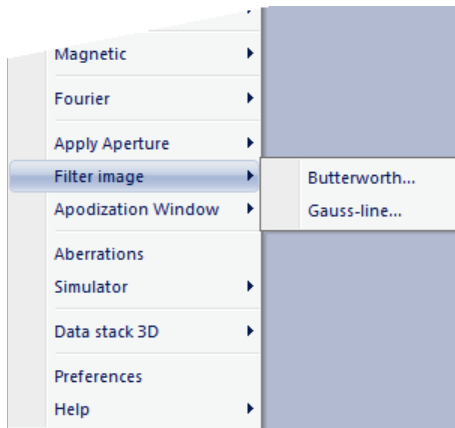 Magnetic
Fourier
Apply Aperture
Filter image
Butterworth...
Apodization Window
Gauss-line...
Aberrations
Simulator
Data stack 3D
Preferences
Help